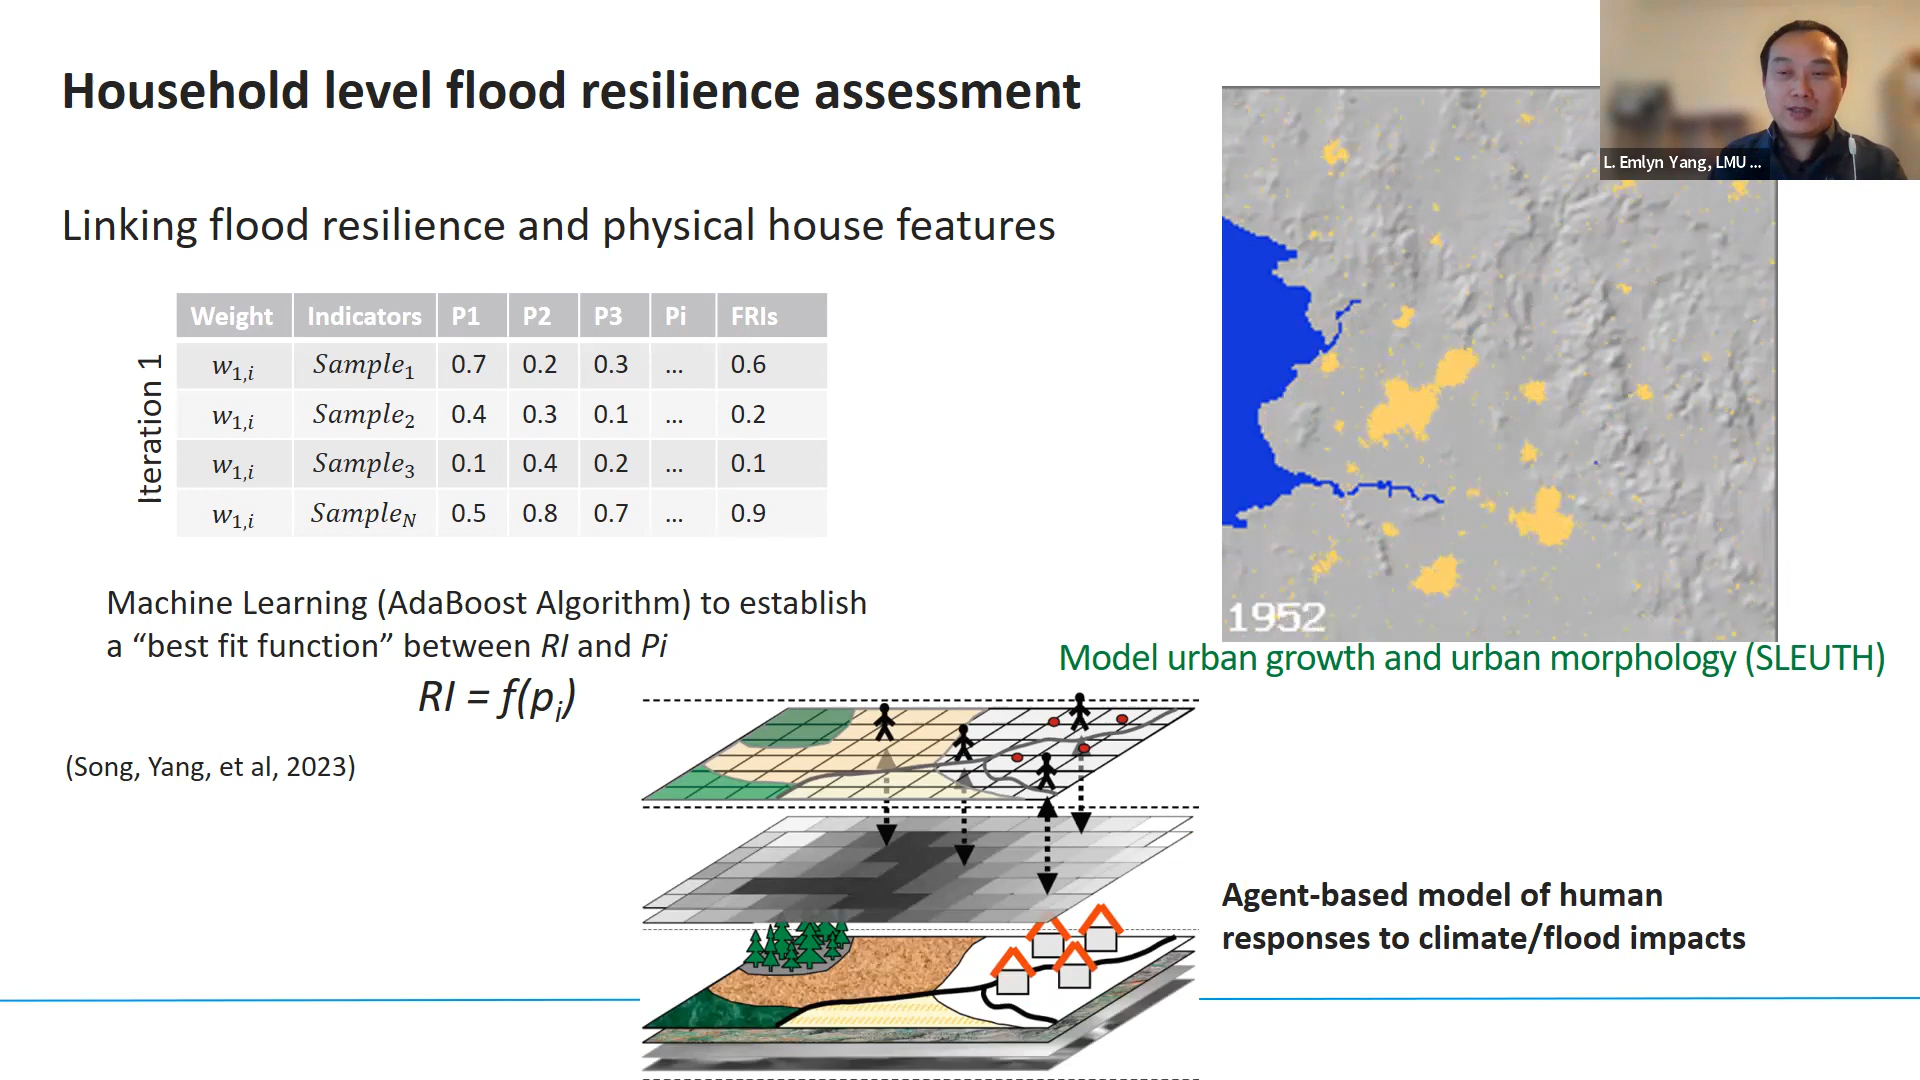 Household level flood resilience assessment
L. Emlyn Yang, LMU ...
Linking flood resilience and physical house features
Iteration 1
Weight Indicators P1 P2 P3 Pi FRIs
w1,i Sample1 0.7 0.2 0.3 ... 0.6
w1,i Sample2 0.4 0.3 0.1 ... 0.2
w1,i Sample3 0.1 0.4 0.2 ... 0.1
w1,i SampleN 0.5 0.8 0.7 ... 0.9
1952
Machine Learning (AdaBoost Algorithm) to establish
a “best fit function” between RI and Pi
RI = f(pi)
(Song, Yang, et al, 2023)
Model urban growth and urban morphology (SLEUTH)
Agent-based model of human
responses to climate/flood impacts